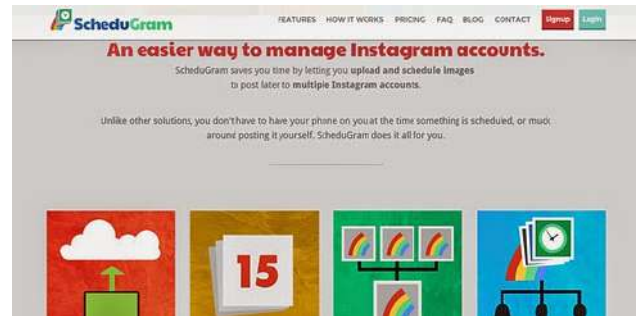 ScheduGram
FEATURES HOW IT WORKS PRICING FAQ BLOG CONTACT Signup Login
An easier way to manage Instagram accounts.
ScheduGram saves you time by letting you upload and schedule images
to post later to multiple Instagram accounts.
Unlike other solutions, you don't have to have your phone on you at the time something is scheduled, or muck
around posting it yourself. ScheduGram does it all for you.
15